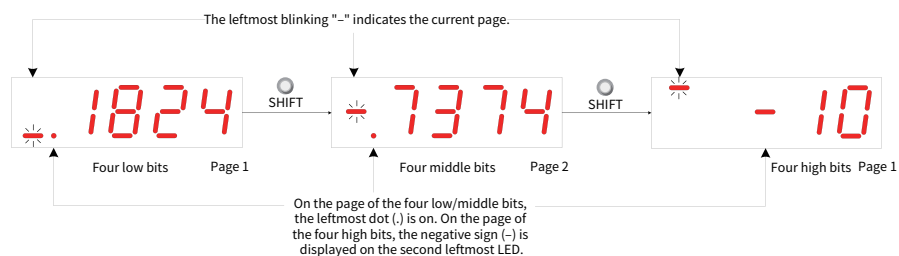 The leftmost blinking "–" indicates the current page.
_. 1824
SHIFT
-. 7374
SHIFT
- - 10
Four low bits
Page 1
Four middle bits
Page 2
Four high bits
Page 1
On the page of the four low/middle bits,
the leftmost dot (.) is on. On the page of
the four high bits, the negative sign (–) is
displayed on the second leftmost LED.